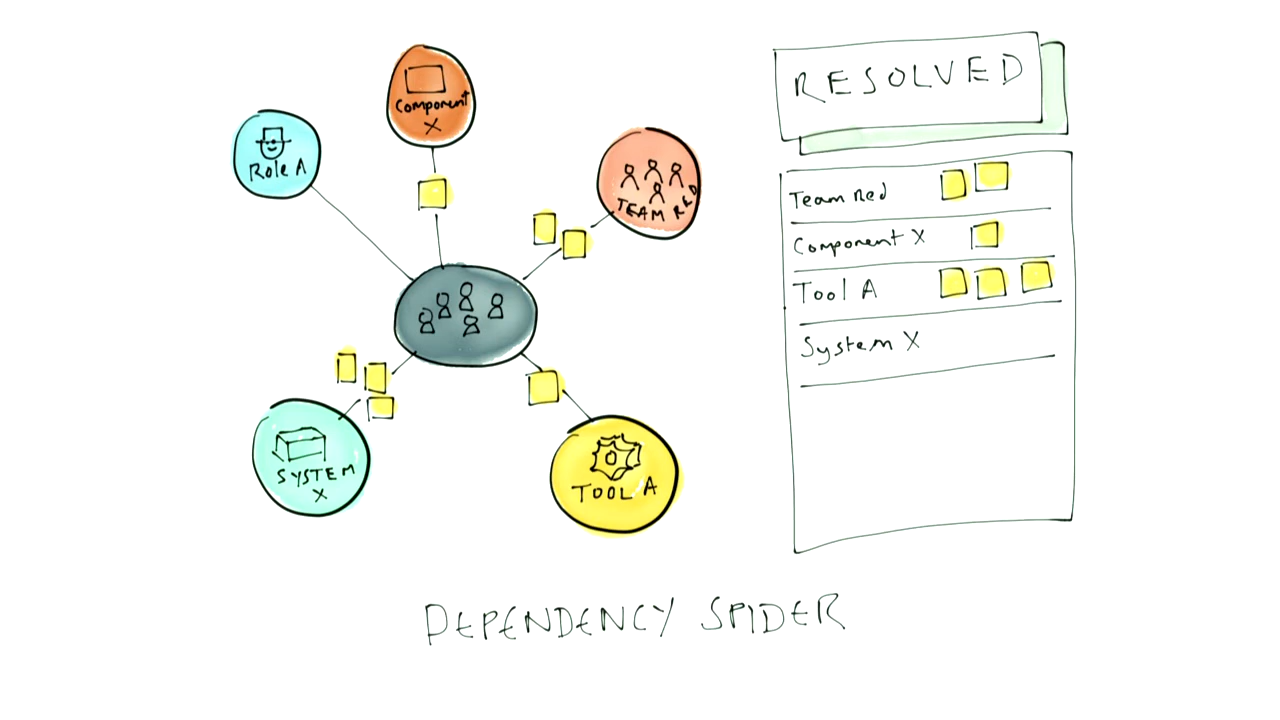 Component
X
Role A
TEAM RED
SYSTEM
X
TOOL A
RESOLVED
Team Red
Component X
Tool A
System X
DEPENDENCY SPIDER